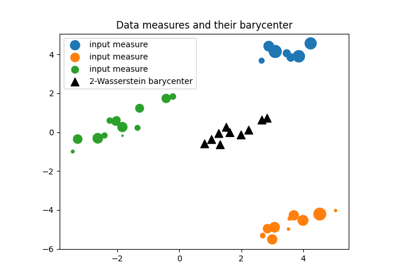 Data measures and their barycenter
input measure
input measure
input measure
2-Wasserstein barycenter
4
2
0
−2
−4
−6
−2
0
2
4